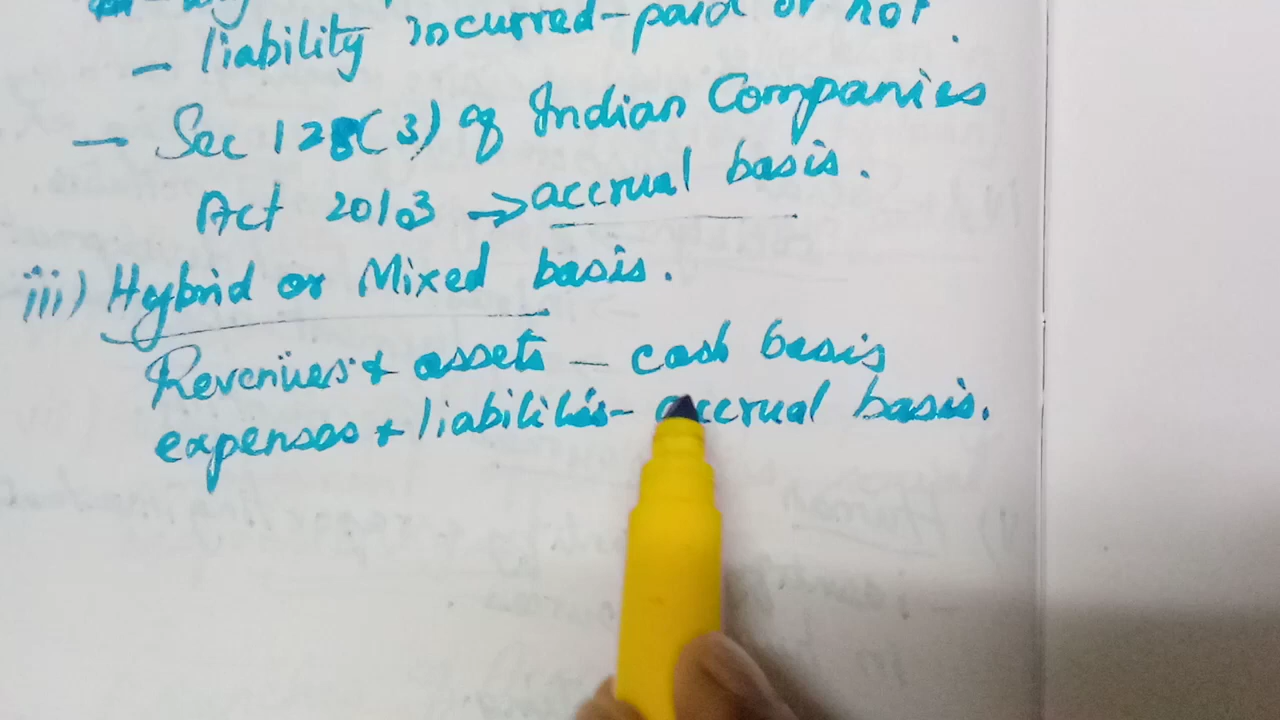 – liability incurred-paid or not.
– Sec 128(3) of Indian Companies
Act 2013 → accrual basis.
iii) Hybrid or Mixed basis.
Revenues & assets – cash basis
expenses & liabilities – accrual basis.